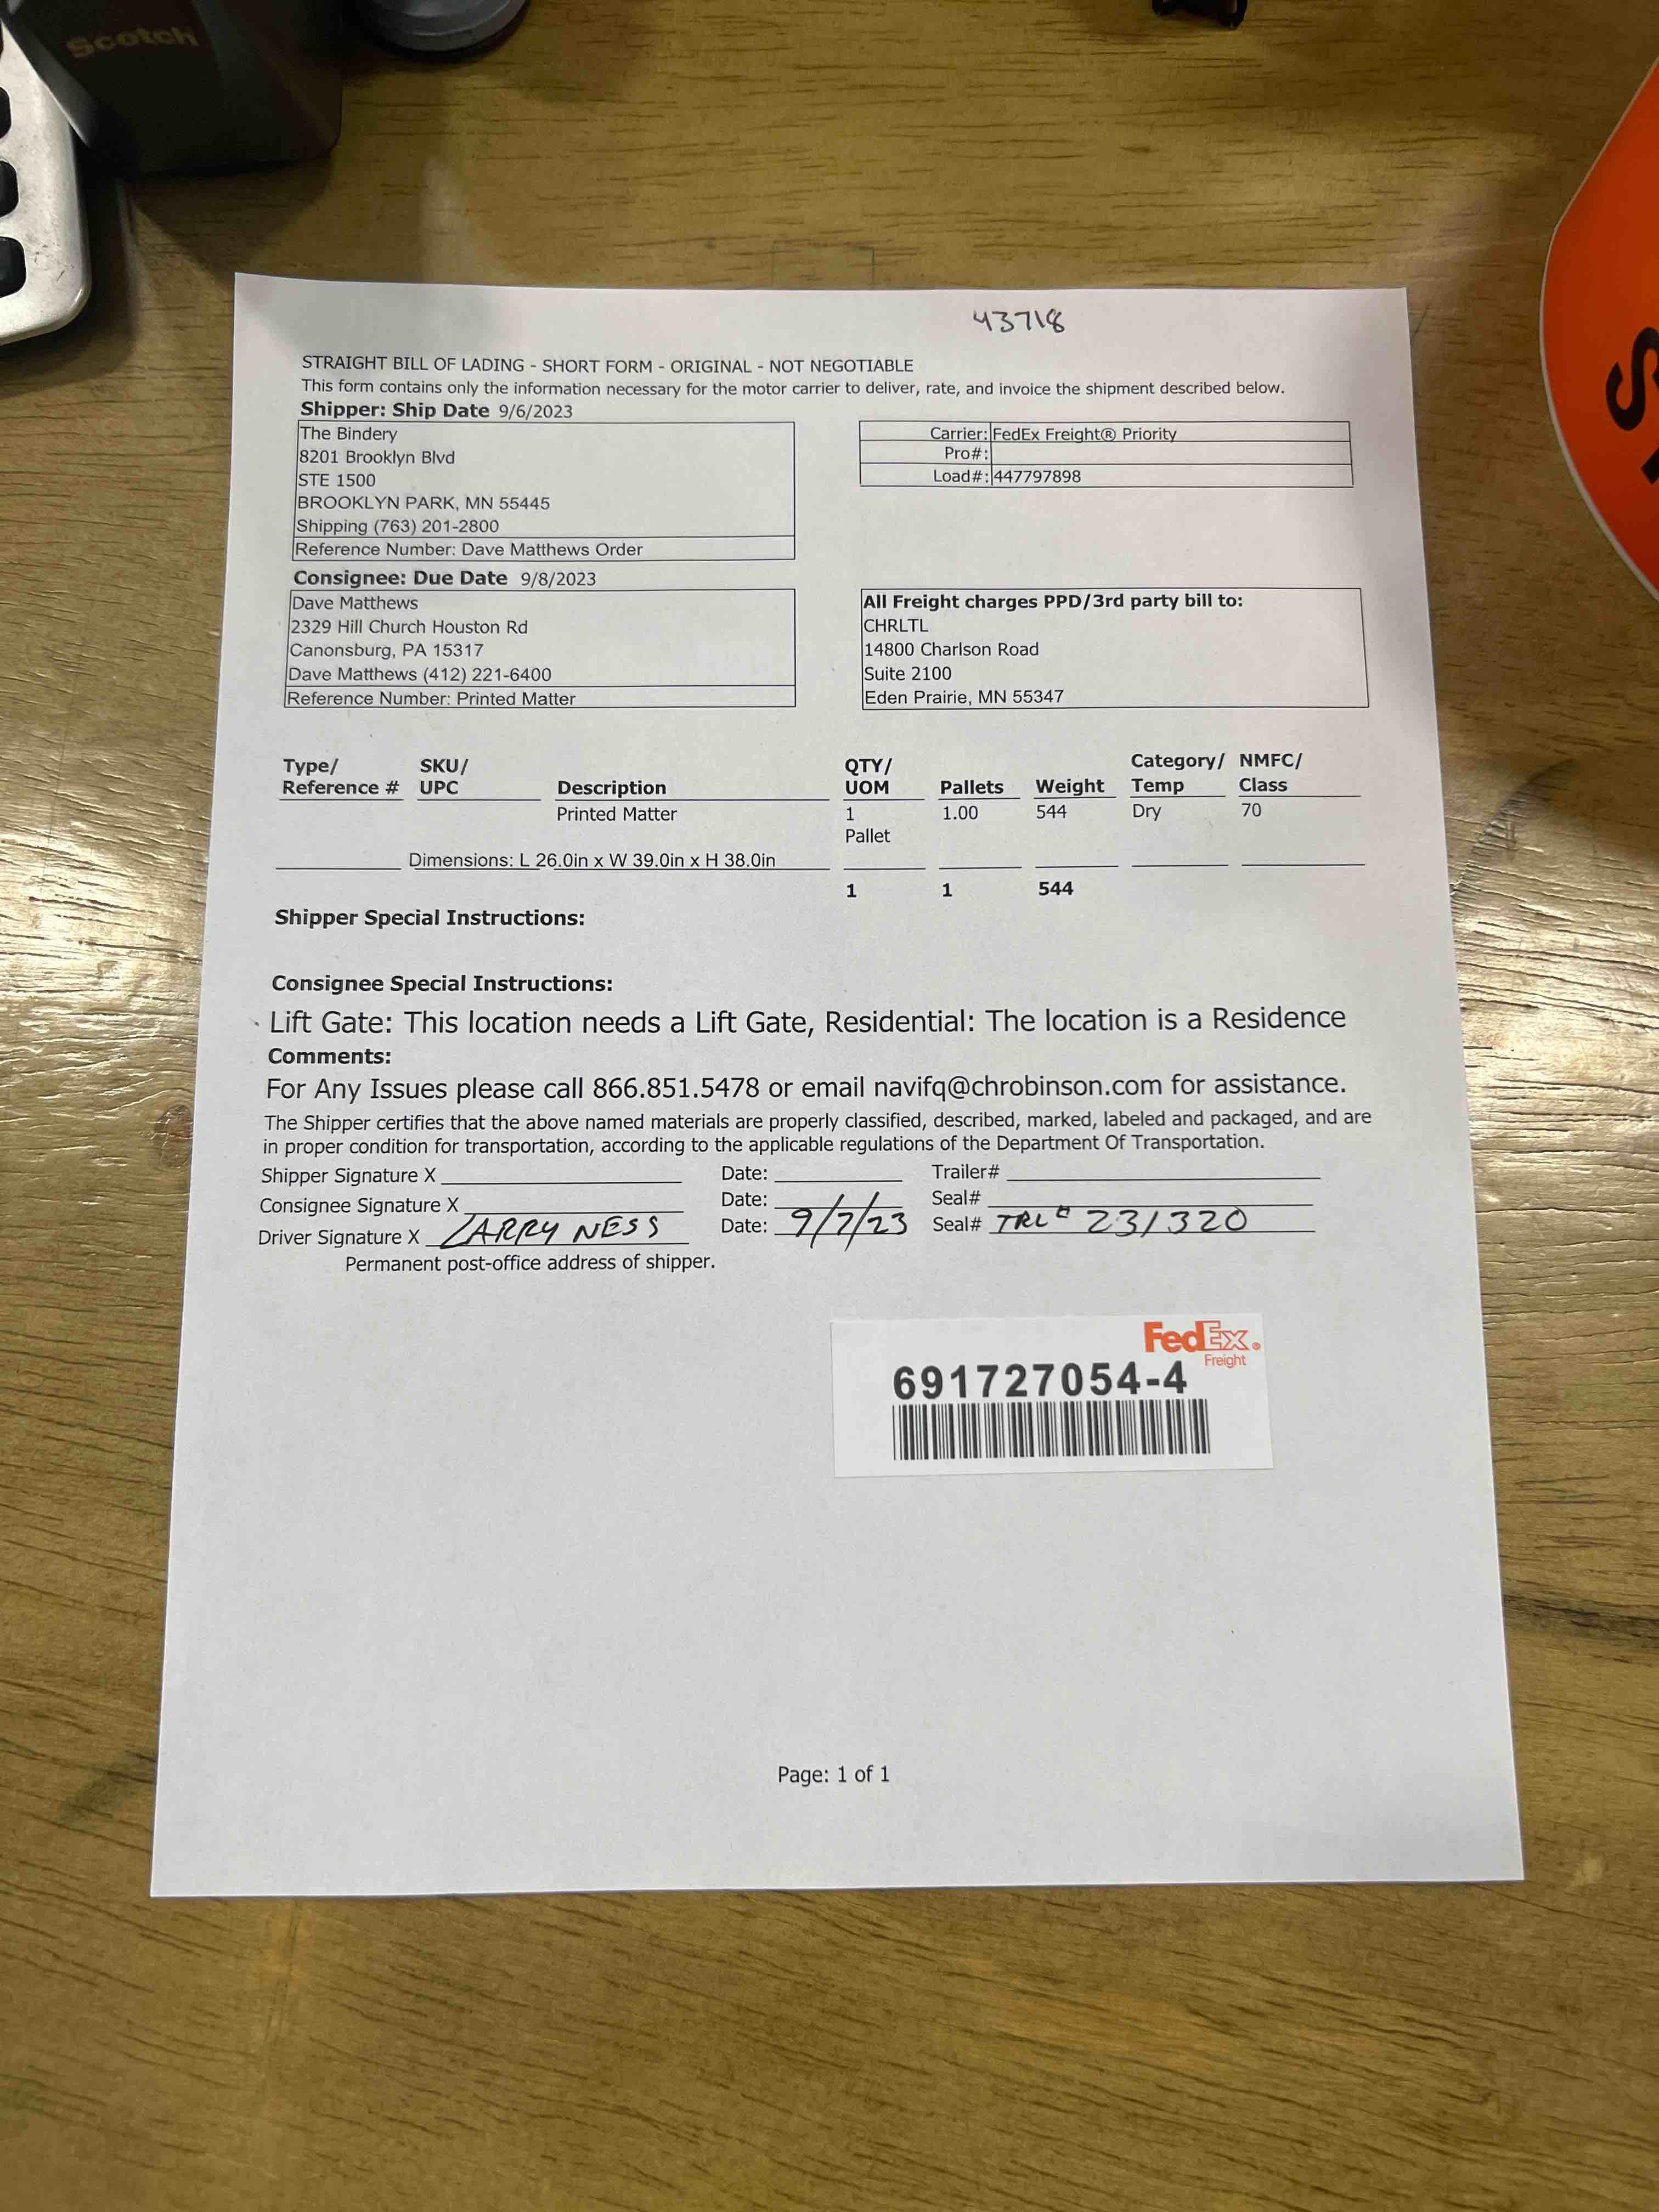 Scotch
43718
STRAIGHT BILL OF LADING - SHORT FORM - ORIGINAL - NOT NEGOTIABLE
This form contains only the information necessary for the motor carrier to deliver, rate, and invoice the shipment described below.
Shipper: Ship Date 9/6/2023
The Bindery
8201 Brooklyn Blvd
STE 1500
BROOKLYN PARK, MN 55445
Shipping (763) 201-2800
Reference Number: Dave Matthews Order
Carrier: FedEx Freight® Priority
Pro#:
Load#: 447797898
Consignee: Due Date 9/8/2023
Dave Matthews
2329 Hill Church Houston Rd
Canonsburg, PA 15317
Dave Matthews (412) 221-6400
Reference Number: Printed Matter
All Freight charges PPD/3rd party bill to:
CHRLTL
14800 Charlson Road
Suite 2100
Eden Prairie, MN 55347
Type/ SKU/ QTY/ Category/ NMFC/
Reference # UPC Description UOM Pallets Weight Temp Class
Printed Matter 1 1.00 544 Dry 70
Pallet
Dimensions: L 26.0in x W 39.0in x H 38.0in
1 1 544
Shipper Special Instructions:
Consignee Special Instructions:
Lift Gate: This location needs a Lift Gate, Residential: The location is a Residence
Comments:
For Any Issues please call 866.851.5478 or email navifq@chrobinson.com for assistance.
The Shipper certifies that the above named materials are properly classified, described, marked, labeled and packaged, and are
in proper condition for transportation, according to the applicable regulations of the Department Of Transportation.
Shipper Signature X Date: Trailer#
Consignee Signature X Date: Seal#
Driver Signature X LARRY NESS Date: 9/7/23 Seal# TRL# 231320
Permanent post-office address of shipper.
FedEx®
Freight
691727054-4
Page: 1 of 1